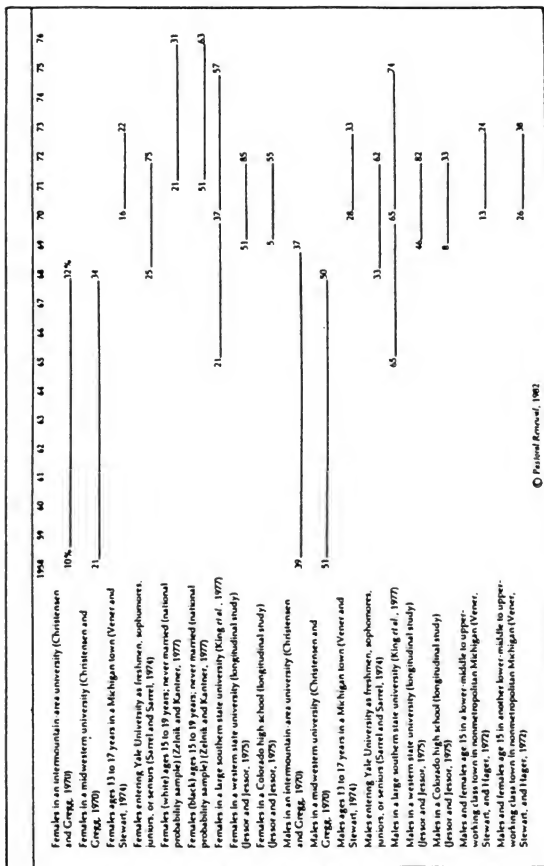 1958 59 60 61 62 63 64 65 66 67 68 69 70 71 72 73 74 75 76
Females in an intermountain-area university (Christensen
and Gregg, 1970) 10% 32%
Females in a midwestern university (Christensen and
Gregg, 1970) 21 34
Females ages 13 to 17 years in a Michigan town (Vener and
Stewart, 1974) 16 22
Females entering Yale University as freshmen, sophomores,
juniors, or seniors (Sarrel and Sarrel, 1974) 25 75
Females (white) ages 15 to 19 years; never married (national
probability sample) (Zelnik and Kantner, 1977) 21 31
Females (black) ages 15 to 19 years; never married (national
probability sample) (Zelnik and Kantner, 1977) 51 63
Females in a large southern state university (King et al., 1977) 21 37 57
Females in a western state university (longitudinal study)
(Jessor and Jessor, 1975) 51 85
Females in a Colorado high school (longitudinal study)
(Jessor and Jessor, 1975) 5 55
Males in an intermountain-area university (Christensen
and Gregg, 1970) 39 37
Males in a midwestern university (Christensen and
Gregg, 1970) 51 50
Males ages 13 to 17 years in a Michigan town (Vener and
Stewart, 1974) 28 33
Males entering Yale University as freshmen, sophomores,
juniors, or seniors (Sarrel and Sarrel, 1974) 33 62
Males in a large southern state university (King et al., 1977) 65 65 74
Males in a western state university (longitudinal study)
(Jessor and Jessor, 1975) 46 82
Males in a Colorado high school (longitudinal study)
(Jessor and Jessor, 1975) 8 33
Males and females age 15 in a lower-middle to upper-
working class town in nonmetropolitan Michigan (Vener,
Stewart, and Hager, 1972) 13 24
Males and females age 15 in another lower-middle to upper-
working class town in nonmetropolitan Michigan (Vener,
Stewart, and Hager, 1972) 26 38
© Pastoral Renewal, 1982